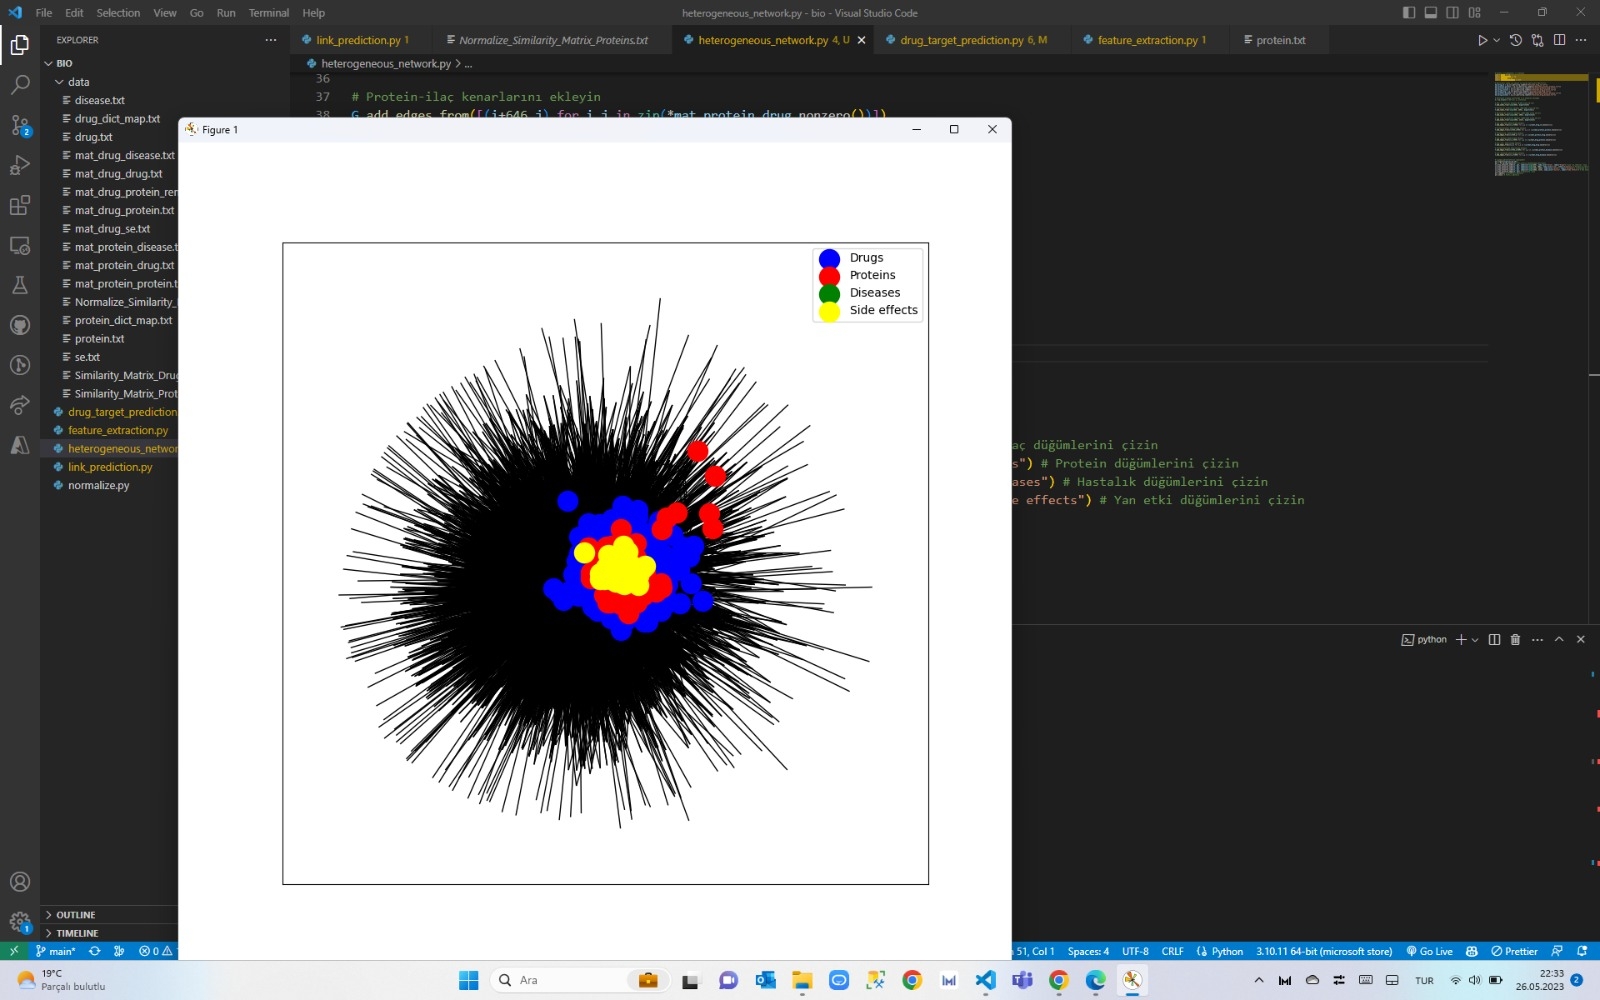 File Edit Selection View Go Run Terminal Help
heterogeneous_network.py - bio - Visual Studio Code
EXPLORER
link_prediction.py 1
Normalize_Similarity_Matrix_Proteins.txt
heterogeneous_network.py 4, U
drug_target_prediction.py 6, M
feature_extraction.py 1
protein.txt
heterogeneous_network.py > ...
BIO
data
disease.txt
drug_dict_map.txt
drug.txt
mat_drug_disease.txt
mat_drug_drug.txt
mat_drug_protein_rer
mat_drug_protein.txt
mat_drug_se.txt
mat_protein_disease.t
mat_protein_drug.txt
mat_protein_protein.t
Normalize_Similarity_
protein_dict_map.txt
protein.txt
se.txt
Similarity_Matrix_Dru
Similarity_Matrix_Prot
drug_target_prediction
feature_extraction.py
heterogeneous_networ
link_prediction.py
normalize.py
OUTLINE
TIMELINE
36
37 # Protein-ilaç kenarlarını ekleyin
38 G.add_edges_from([(i+646, j) for i,j in zip(*mat_protein_drug.nonzero())])
Figure 1
Drugs
Proteins
Diseases
Side effects
aç düğümlerini çizin
s") # Protein düğümlerini çizin
ases") # Hastalık düğümlerini çizin
e effects") # Yan etki düğümlerini çizin
python
main*
0
51, Col 1 Spaces: 4 UTF-8 CRLF Python 3.10.11 64-bit (microsoft store) Go Live Prettier
19°C
Parçalı bulutlu
Ara
TUR
22:33
26.05.2023
2